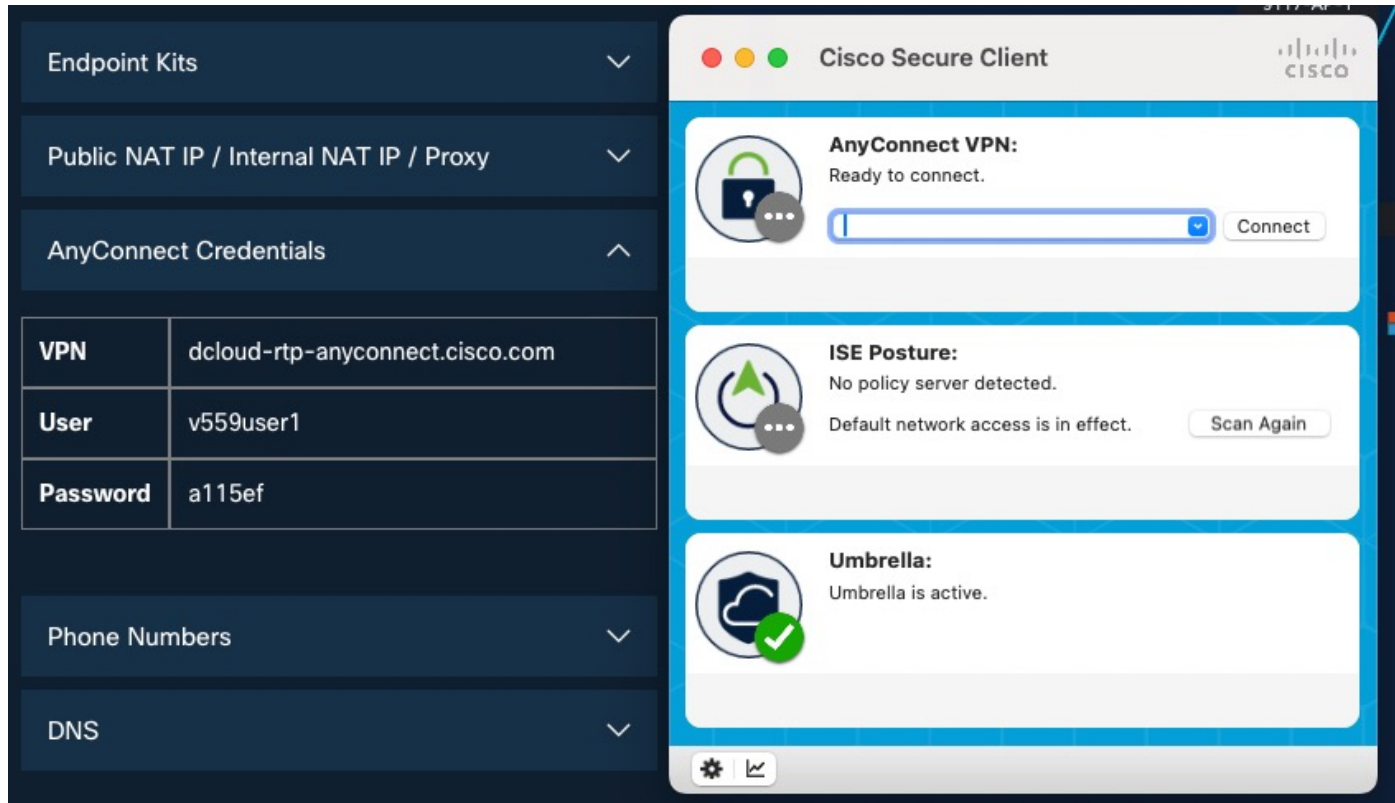 Endpoint Kits
Public NAT IP / Internal NAT IP / Proxy
AnyConnect Credentials
VPN dcloud-rtp-anyconnect.cisco.com
User v559user1
Password a115ef
Phone Numbers
DNS
Cisco Secure Client
CISCO
AnyConnect VPN:
Ready to connect.
Connect
ISE Posture:
No policy server detected.
Default network access is in effect.
Scan Again
Umbrella:
Umbrella is active.